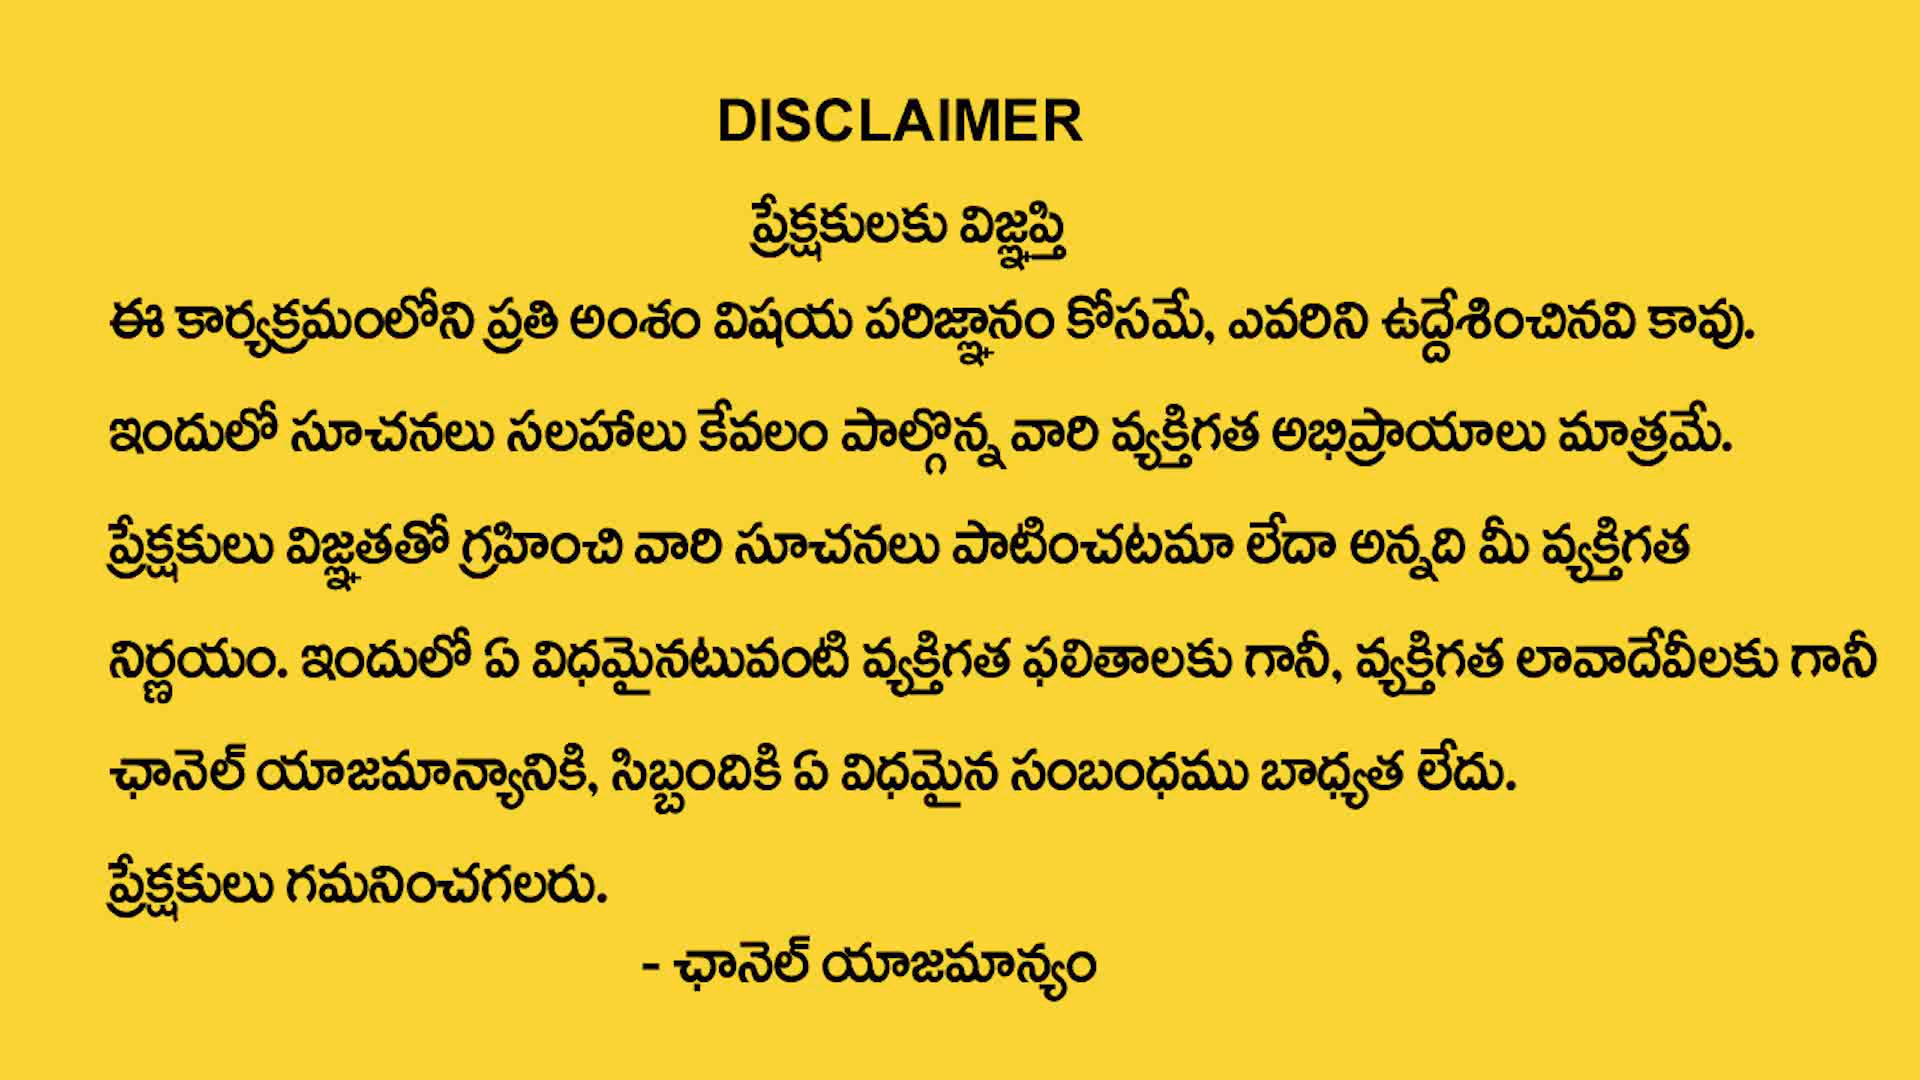 DISCLAIMER
ప్రేక్షకులకు విజ్ఞప్తి
ఈ కార్యక్రమంలోని ప్రతి అంశం విషయ పరిజ్ఞానం కోసమే, ఎవరిని ఉద్దేశించినవి కావు.
ఇందులో సూచనలు సలహాలు కేవలం పాల్గొన్న వారి వ్యక్తిగత అభిప్రాయాలు మాత్రమే.
ప్రేక్షకులు విజ్ఞతతో గ్రహించి వారి సూచనలు పాటించటమా లేదా అన్నది మీ వ్యక్తిగత
నిర్ణయం. ఇందులో ఏ విధమైనటువంటి వ్యక్తిగత ఫలితాలకు గానీ, వ్యక్తిగత లావాదేవీలకు గానీ
ఛానెల్ యాజమాన్యానికి, సిబ్బందికి ఏ విధమైన సంబంధము బాధ్యత లేదు.
ప్రేక్షకులు గమనించగలరు.
- ఛానెల్ యాజమాన్యం